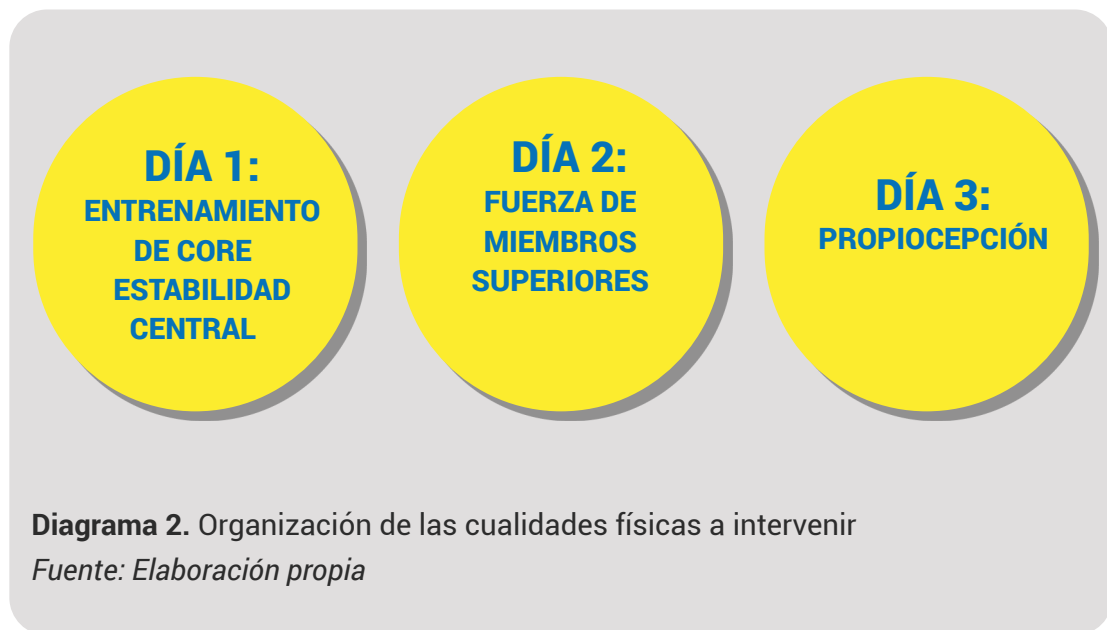 DÍA 1:
ENTRENAMIENTO
DE CORE
ESTABILIDAD
CENTRAL
DÍA 2:
FUERZA DE
MIEMBROS
SUPERIORES
DÍA 3:
PROPIOCEPCIÓN
Diagrama 2. Organización de las cualidades físicas a intervenir
Fuente: Elaboración propia